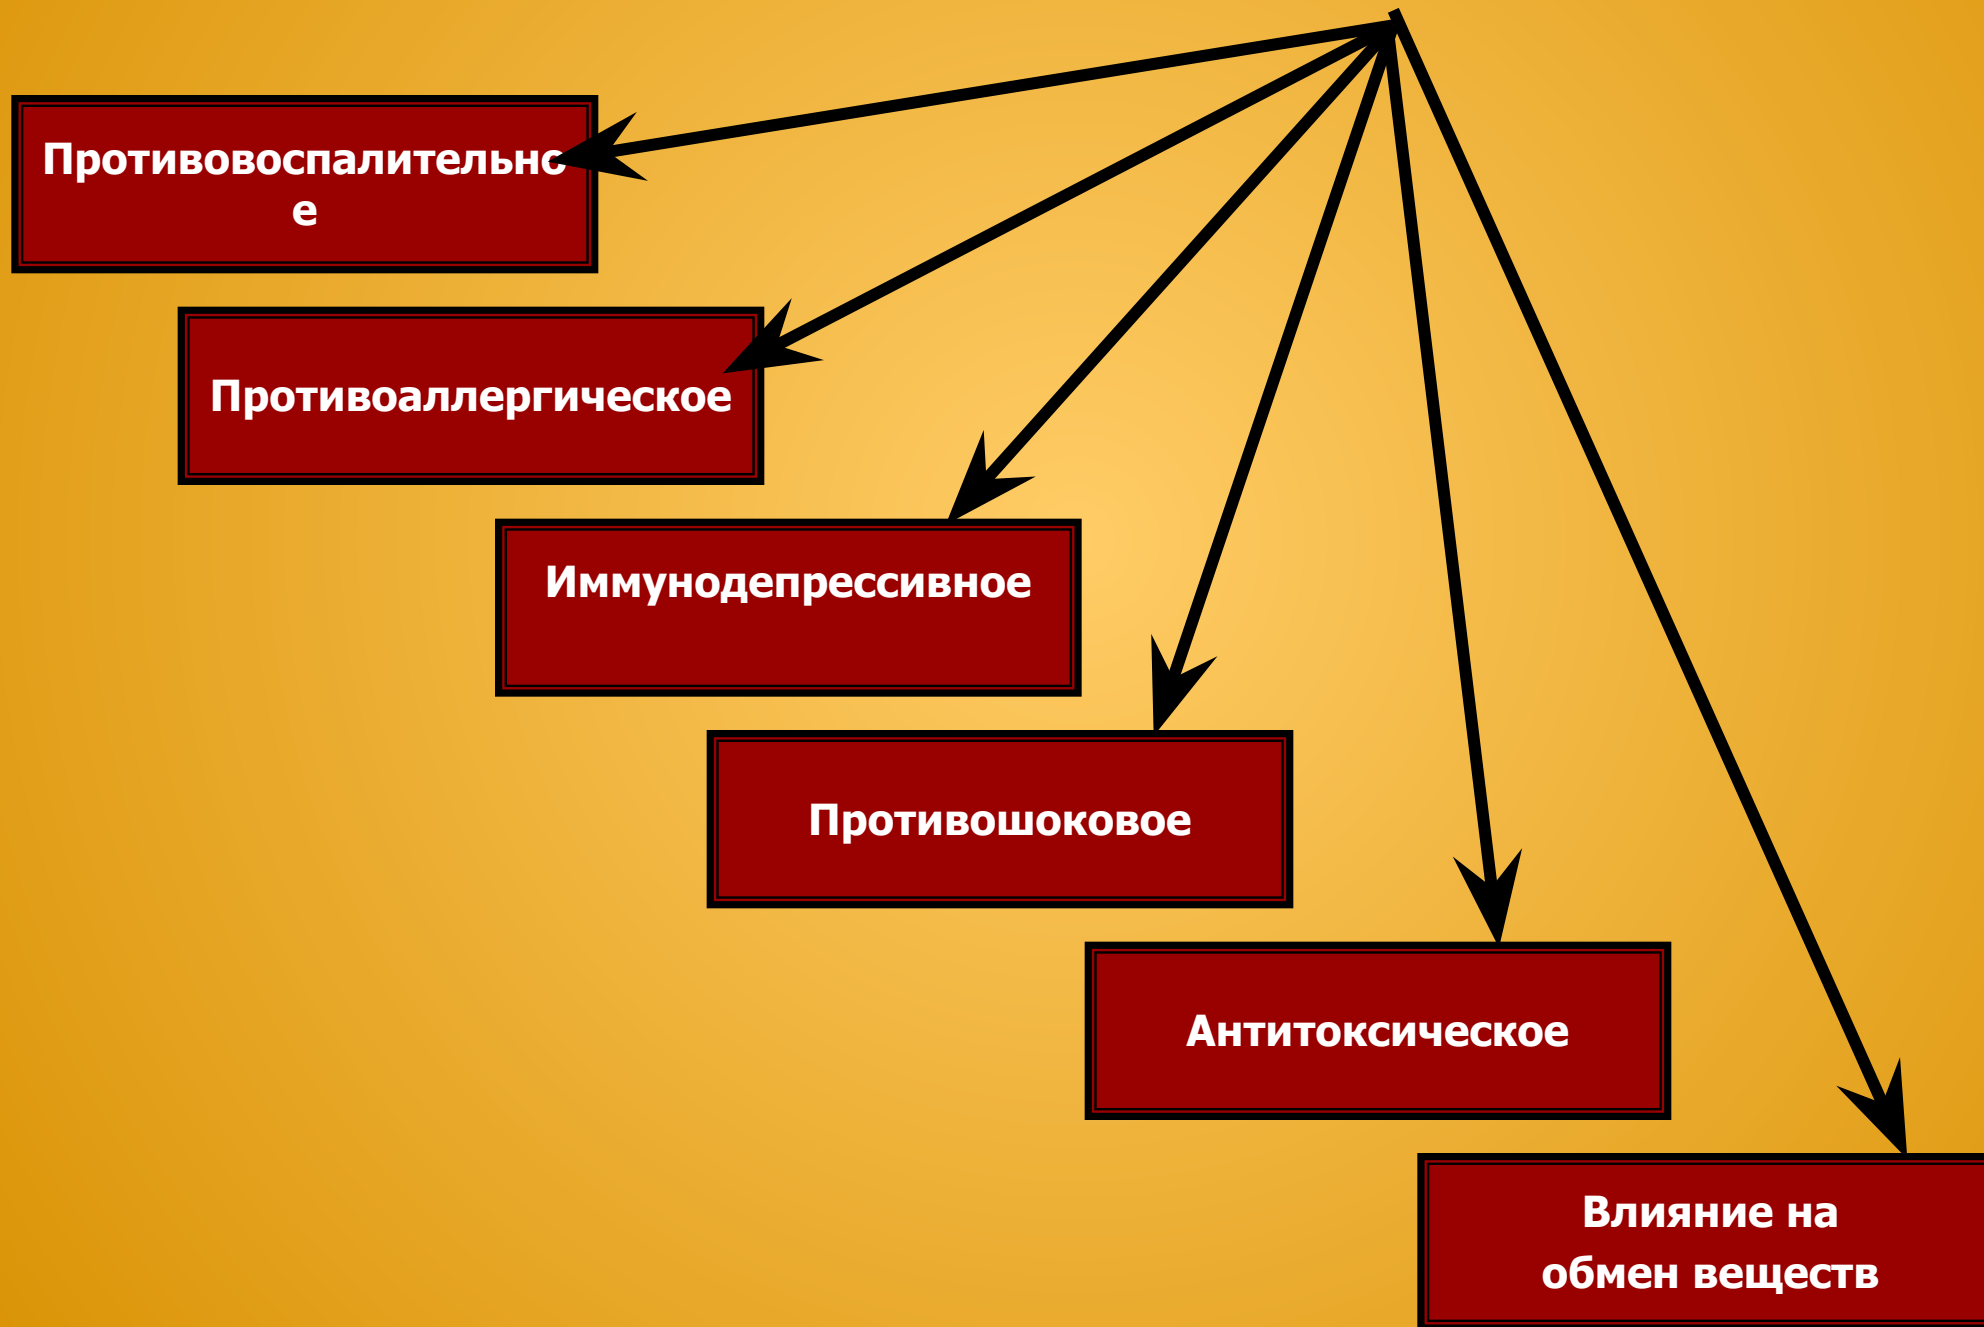 Противовоспалительно
е
Противоаллергическое
Иммунодепрессивное
Противошоковое
Антитоксическое
Влияние на
обмен веществ